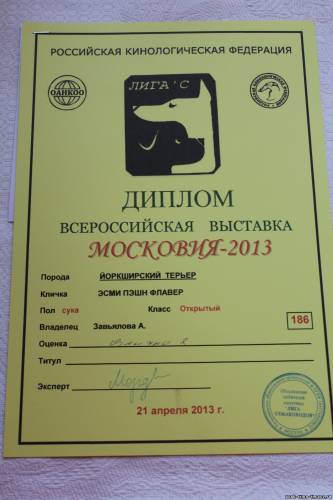 РОССИЙСКАЯ КИНОЛОГИЧЕСКАЯ ФЕДЕРАЦИЯ
ОАНКОО
ЛИГА'С
ДИПЛОМ
ВСЕРОССИЙСКАЯ ВЫСТАВКА
МОСКОВИЯ-2013
Порода ЙОРКШИРСКИЙ ТЕРЬЕР
Кличка ЭСМИ ПЭШН ФЛАВЕР
Пол сука Класс Открытый
186
Владелец Завьялова А.
Оценка
Титул
Эксперт
21 апреля 2013 г.